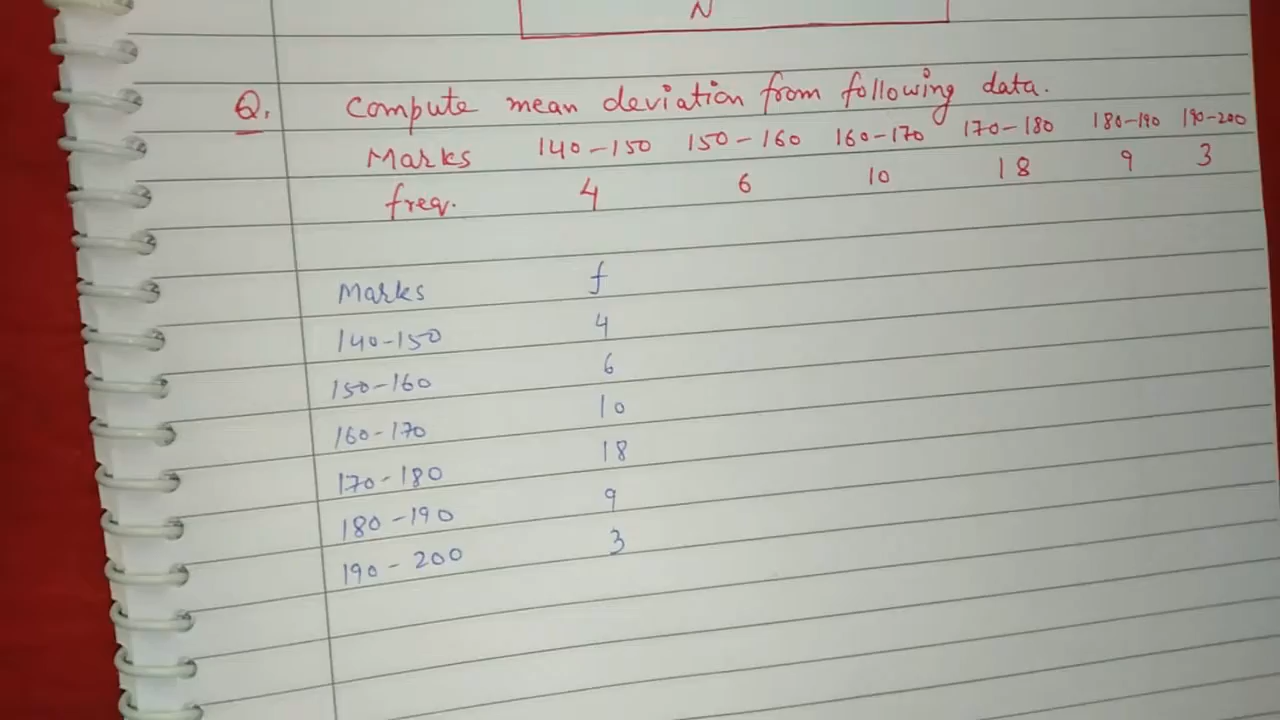 N
Q. Compute mean deviation from following data.
Marks 140-150 150-160 160-170 170-180 180-190 190-200
freq. 4 6 10 18 9 3
Marks f
140-150 4
150-160 6
160-170 10
170-180 18
180-190 9
190-200 3